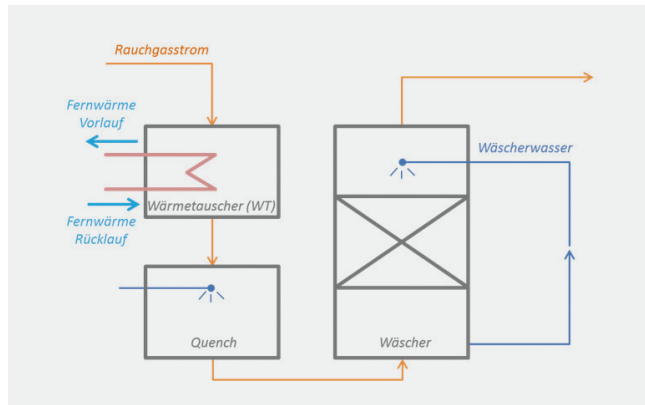 Rauchgasstrom
Fernwärme
Vorlauf
Wärmetauscher (WT)
Fernwärme
Rücklauf
Quench
Wäscherwasser
Wäscher